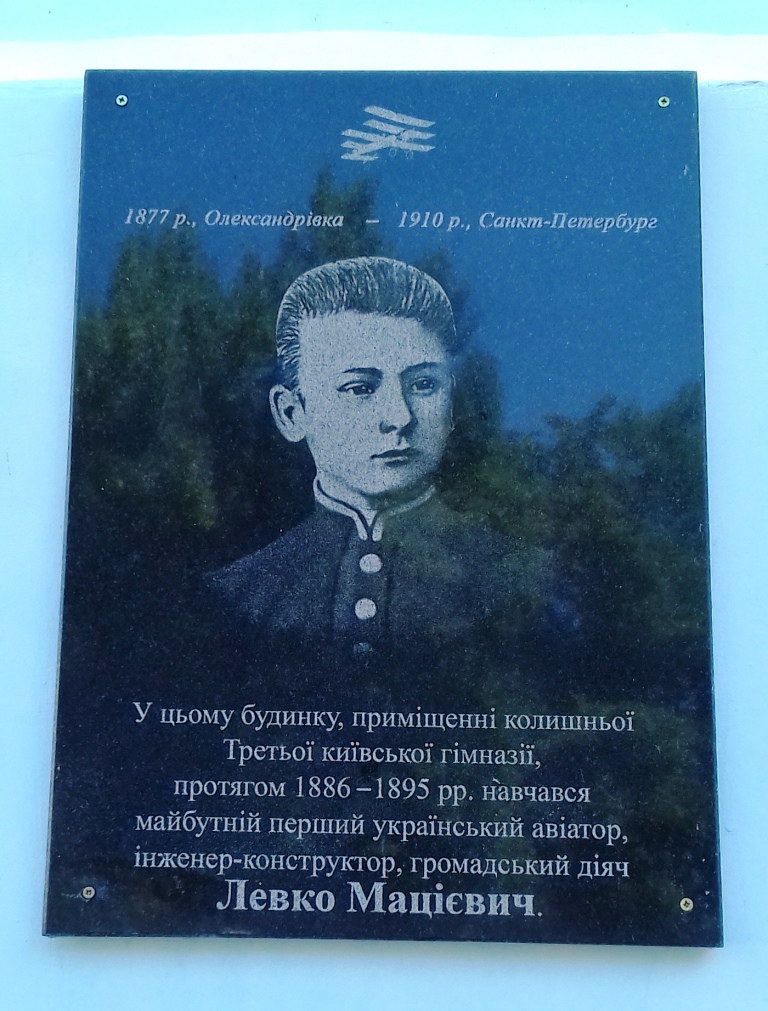 1877 р., Олександрівка – 1910 р., Санкт-Петербург
У цьому будинку, приміщенні колишньої
Третьої київської гімназії,
протягом 1886 – 1895 рр. навчався
майбутній перший український авіатор,
інженер-конструктор, громадський діяч
Левко Мацієвич.